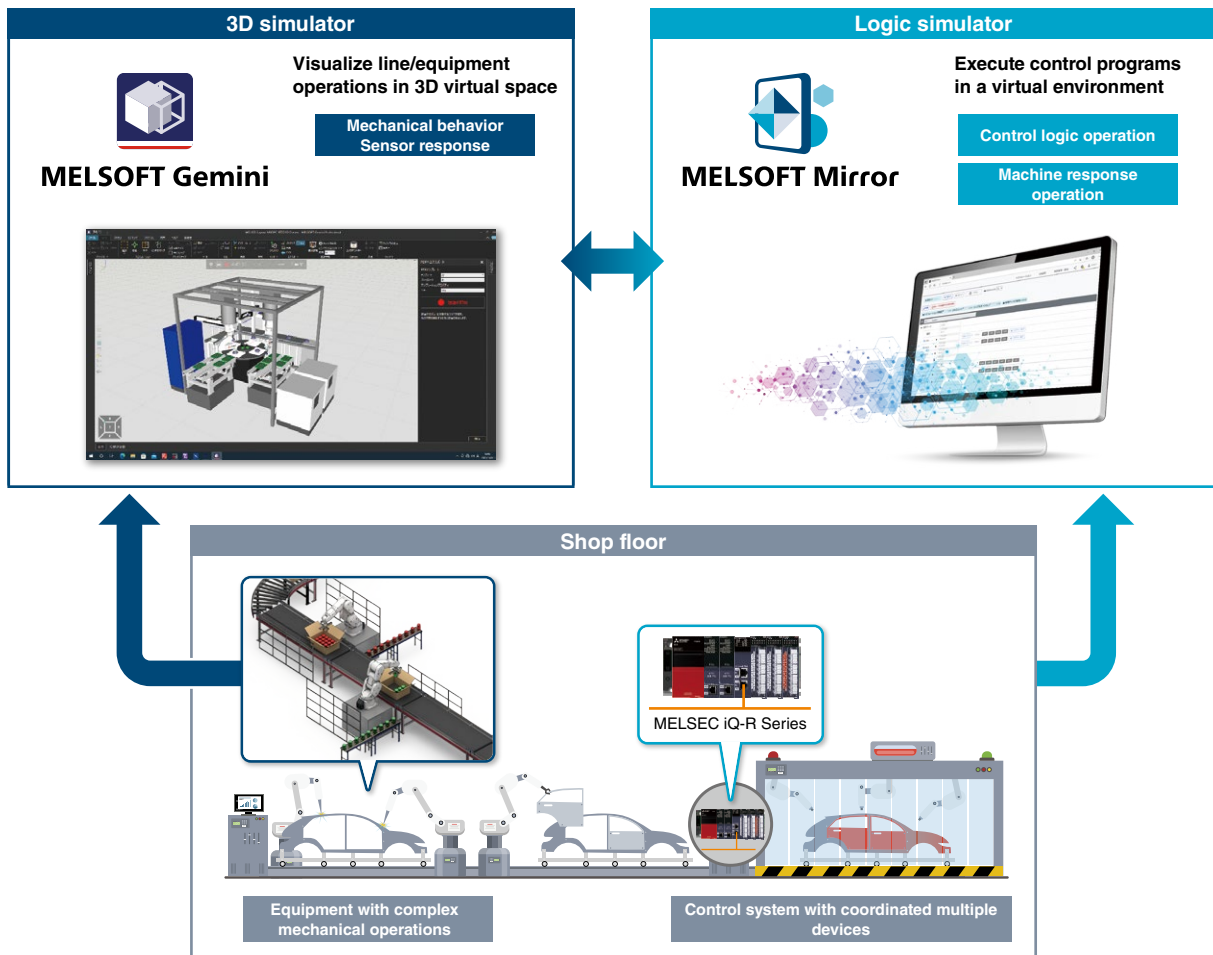 3D simulator
Visualize line/equipment
operations in 3D virtual space
Mechanical behavior
Sensor response
MELSOFT Gemini
Logic simulator
Execute control programs
in a virtual environment
Control logic operation
Machine response
operation
MELSOFT Mirror
Shop floor
MELSEC iQ-R Series
Equipment with complex
mechanical operations
Control system with coordinated multiple
devices